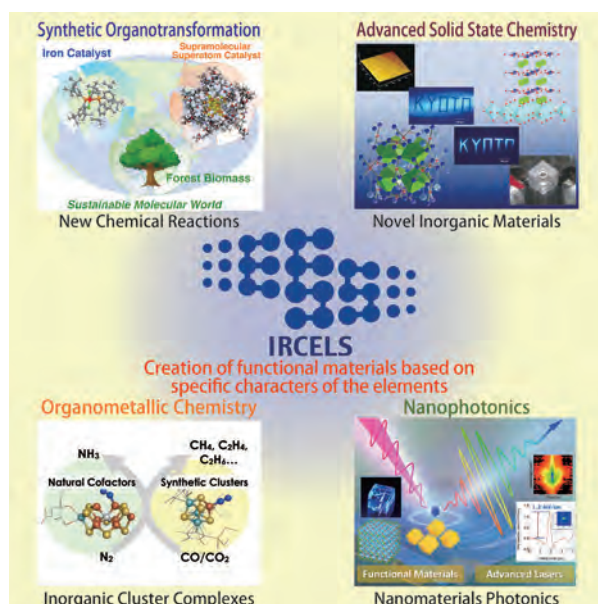 Synthetic Organotransformation
Iron Catalyst
Supramolecular
Superatom Catalyst
Forest Biomass
Sustainable Molecular World
New Chemical Reactions
Advanced Solid State Chemistry
KYOTO
KYOTO
Novel Inorganic Materials
IRCELS
Creation of functional materials based on
specific characters of the elements
Organometallic Chemistry
NH₃
CH₄, C₂H₄,
C₂H₆...
Natural Cofactors
Synthetic Clusters
N₂
CO/CO₂
Inorganic Cluster Complexes
Nanophotonics
Functional Materials
Advanced Lasers
Nanomaterials Photonics